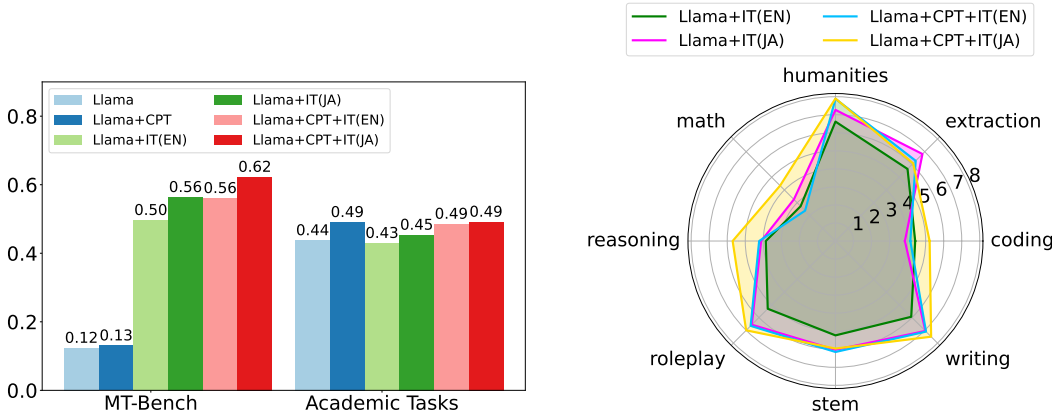 0.8
0.6
0.4
0.2
0.0
Llama
Llama+CPT
Llama+IT(EN)
Llama+IT(JA)
Llama+CPT+IT(EN)
Llama+CPT+IT(JA)
0.12
0.13
0.50
0.56
0.56
0.62
0.44
0.49
0.43
0.45
0.49
0.49
MT-Bench
Academic Tasks
Llama+IT(EN)
Llama+IT(JA)
Llama+CPT+IT(EN)
Llama+CPT+IT(JA)
humanities
math
extraction
reasoning
1 2 3 4 5 6 7 8
coding
roleplay
writing
stem